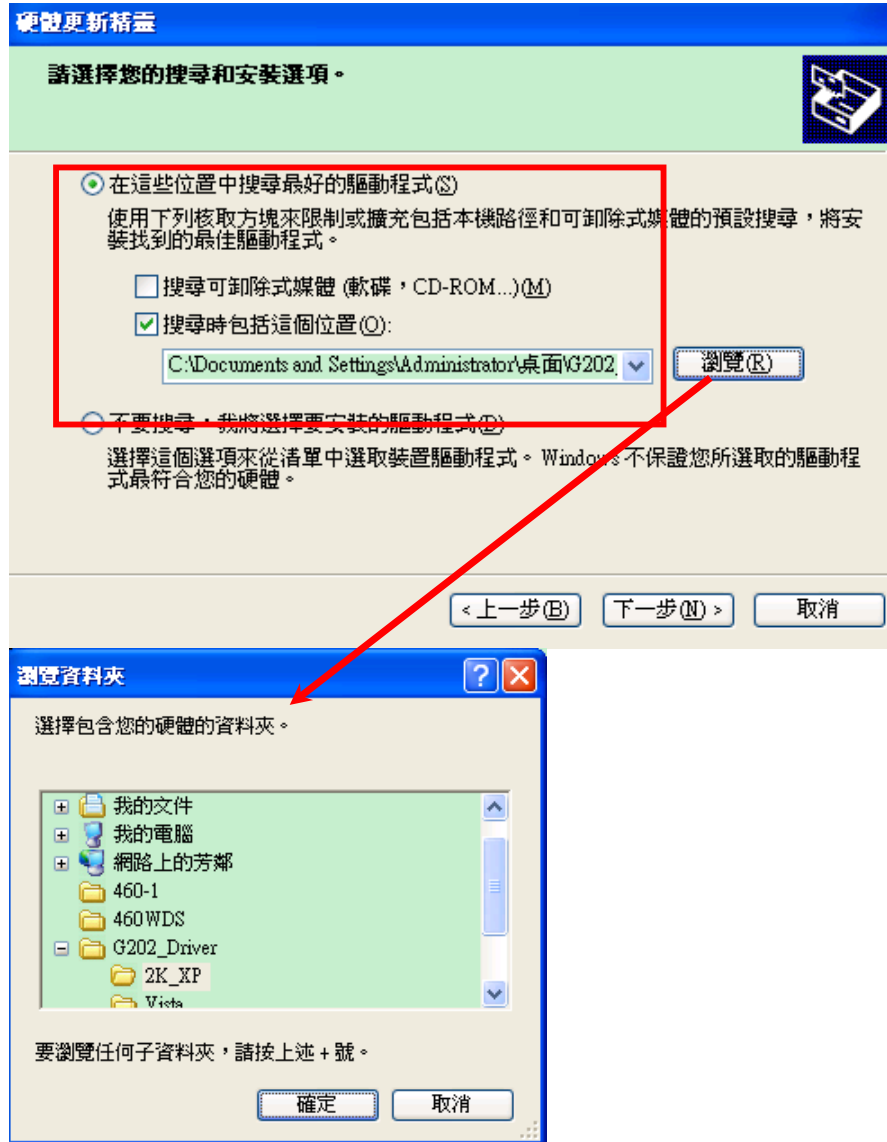 硬體更新精靈
請選擇您的搜尋和安裝選項。
在這些位置中搜尋最好的驅動程式(S)
使用下列核取方塊來限制或擴充包括本機路徑和可卸除式媒體的預設搜尋，將安
裝找到的最佳驅動程式。
搜尋可卸除式媒體 (軟碟，CD-ROM...)(M)
搜尋時包括這個位置(O):
C:\Documents and Settings\Administrator\桌面\G202_
瀏覽(R)
不要搜尋，我將選擇要安裝的驅動程式(D)
選擇這個選項來從清單中選取裝置驅動程式。Windows 不保證您所選取的驅動程
式最符合您的硬體。
< 上一步(B)
下一步(N) >
取消
瀏覽資料夾
選擇包含您的硬體的資料夾。
我的文件
我的電腦
網路上的芳鄰
460-1
460WDS
G202_Driver
2K_XP
Vista
要瀏覽任何子資料夾，請按上述 + 號。
確定
取消